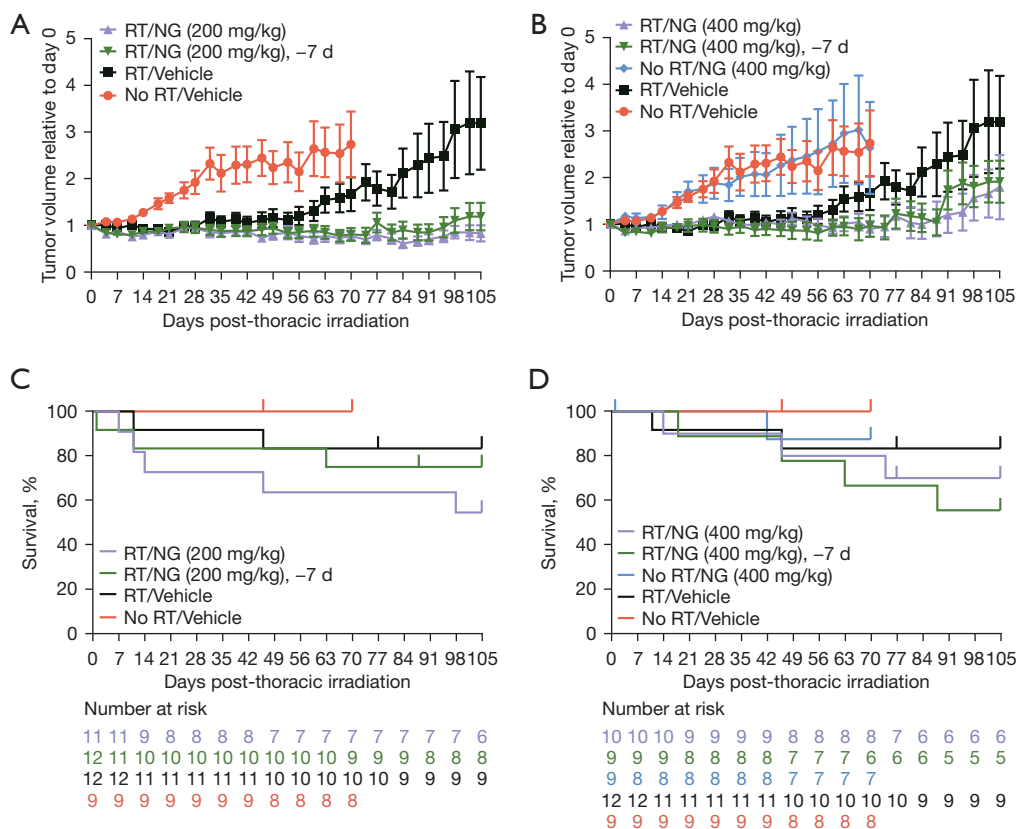 A
RT/NG (200 mg/kg)
RT/NG (200 mg/kg), −7 d
RT/Vehicle
No RT/Vehicle
Tumor volume relative to day 0
5
4
3
2
1
0
0 7 14 21 28 35 42 49 56 63 70 77 84 91 98 105
Days post-thoracic irradiation
B
RT/NG (400 mg/kg)
RT/NG (400 mg/kg), −7 d
No RT/NG (400 mg/kg)
RT/Vehicle
No RT/Vehicle
Tumor volume relative to day 0
5
4
3
2
1
0
0 7 14 21 28 35 42 49 56 63 70 77 84 91 98 105
Days post-thoracic irradiation
C
Survival, %
100
80
60
40
20
0
RT/NG (200 mg/kg)
RT/NG (200 mg/kg), −7 d
RT/Vehicle
No RT/Vehicle
0 7 14 21 28 35 42 49 56 63 70 77 84 91 98 105
Days post-thoracic irradiation
Number at risk
11 11 9 8 8 8 8 7 7 7 7 7 7 7 7 6
12 11 10 10 10 10 10 10 10 10 9 9 9 8 8 8
12 12 11 11 11 11 11 10 10 10 10 10 9 9 9 9
9 9 9 9 9 9 9 8 8 8 8
D
Survival, %
100
80
60
40
20
0
RT/NG (400 mg/kg)
RT/NG (400 mg/kg), −7 d
No RT/NG (400 mg/kg)
RT/Vehicle
No RT/Vehicle
0 7 14 21 28 35 42 49 56 63 70 77 84 91 98 105
Days post-thoracic irradiation
Number at risk
10 10 10 9 9 9 9 8 8 8 8 7 6 6 6 6
9 9 9 8 8 8 8 7 7 7 6 6 6 5 5 5
9 8 8 8 8 8 8 7 7 7 7
12 12 11 11 11 11 11 10 10 10 10 10 9 9 9 9
9 9 9 9 9 9 9 8 8 8 8